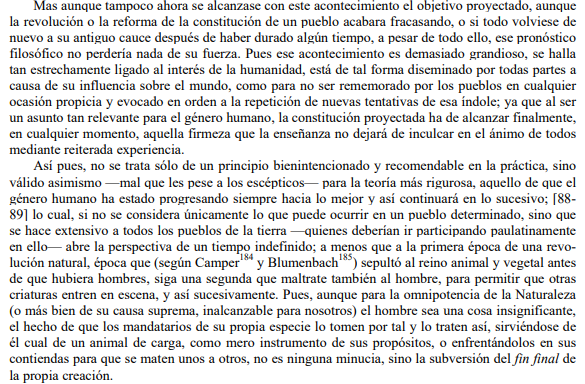 Mas aunque tampoco ahora se alcanzase con este acontecimiento el objetivo proyectado, aunque
la revolución o la reforma de la constitución de un pueblo acabara fracasando, o si todo volviese de
nuevo a su antiguo cauce después de haber durado algún tiempo, a pesar de todo ello, ese pronóstico
filosófico no perdería nada de su fuerza. Pues ese acontecimiento es demasiado grandioso, se halla
tan estrechamente ligado al interés de la humanidad, está de tal forma diseminado por todas partes a
causa de su influencia sobre el mundo, como para no ser rememorado por los pueblos en cualquier
ocasión propicia y evocado en orden a la repetición de nuevas tentativas de esa índole; ya que al ser
un asunto tan relevante para el género humano, la constitución proyectada ha de alcanzar finalmente,
en cualquier momento, aquella firmeza que la enseñanza no dejará de inculcar en el ánimo de todos
mediante reiterada experiencia.
Así pues, no se trata sólo de un principio bienintencionado y recomendable en la práctica, sino
válido asimismo —mal que les pese a los escépticos— para la teoría más rigurosa, aquello de que el
género humano ha estado progresando siempre hacia lo mejor y así continuará en lo sucesivo; [88-
89] lo cual, si no se considera únicamente lo que puede ocurrir en un pueblo determinado, sino que
se hace extensivo a todos los pueblos de la tierra —quienes deberían ir participando paulatinamente
en ello— abre la perspectiva de un tiempo indefinido; a menos que a la primera época de una revo-
lución natural, época que (según Camper184 y Blumenbach185) sepultó al reino animal y vegetal antes
de que hubiera hombres, siga una segunda que maltrate también al hombre, para permitir que otras
criaturas entren en escena, y así sucesivamente. Pues, aunque para la omnipotencia de la Naturaleza
(o más bien de su causa suprema, inalcanzable para nosotros) el hombre sea una cosa insignificante,
el hecho de que los mandatarios de su propia especie lo tomen por tal y lo traten así, sirviéndose de
él cual de un animal de carga, como mero instrumento de sus propósitos, o enfrentándolos en sus
contiendas para que se maten unos a otros, no es ninguna minucia, sino la subversión del fin final de
la propia creación.